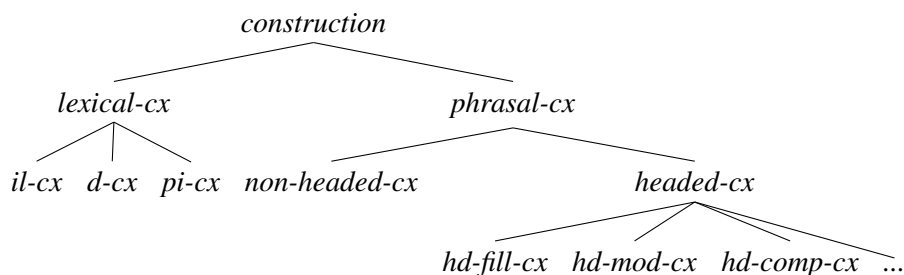 construction
lexical-cx phrasal-cx
il-cx d-cx pi-cx non-headed-cx headed-cx
hd-fill-cx hd-mod-cx hd-comp-cx ...